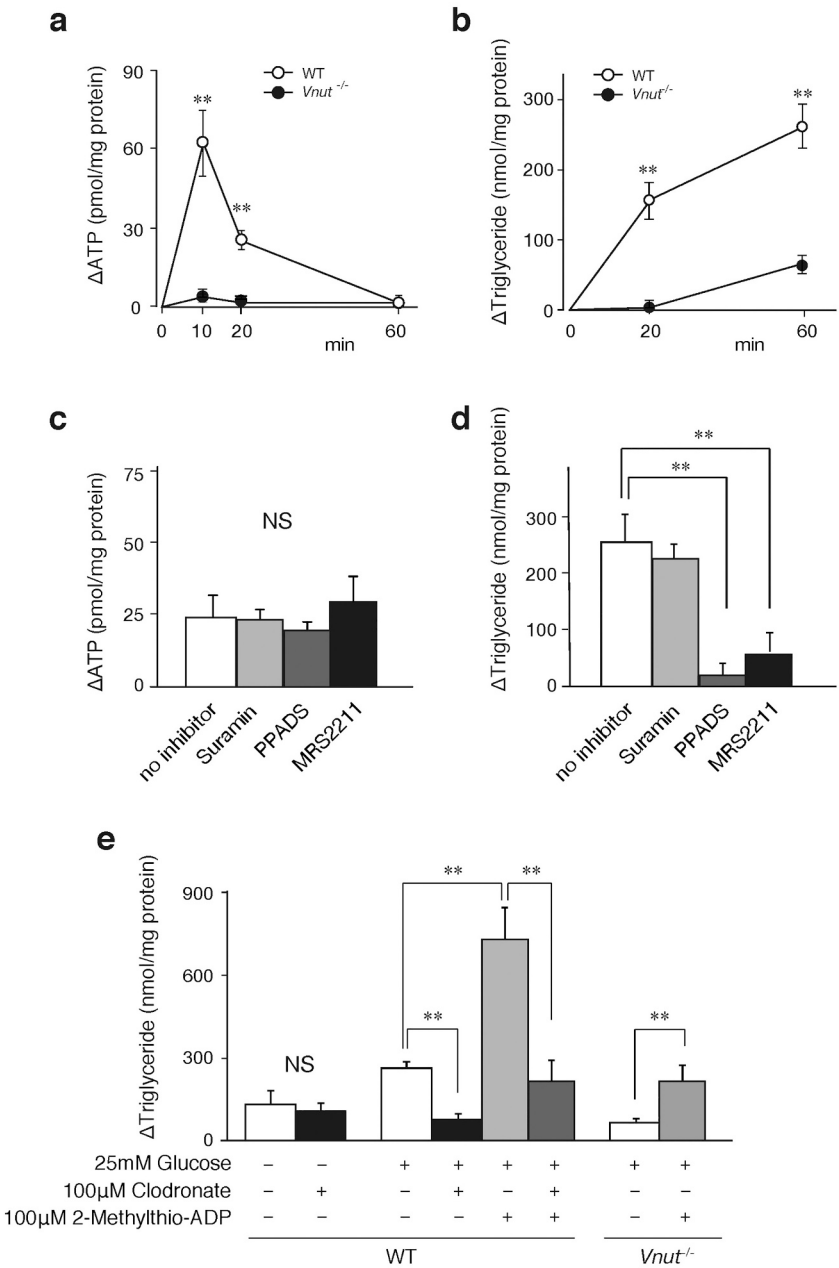 a
ΔATP (pmol/mg protein)
90
60
30
0
WT
Vnut -/-
**
**
0 10 20 60
min
b
ΔTriglyceride (nmol/mg protein)
300
200
100
0
WT
Vnut-/-
**
**
0 20 60
min
c
ΔATP (pmol/mg protein)
75
50
25
0
NS
no inhibitor
Suramin
PPADS
MRS2211
d
ΔTriglyceride (nmol/mg protein)
300
200
100
0
**
**
no inhibitor
Suramin
PPADS
MRS2211
e
ΔTriglyceride (nmol/mg protein)
900
600
300
0
** **
**
**
NS
25mM Glucose − − + + + + + +
100μM Clodronate − + − + − + − −
100μM 2-Methylthio-ADP − − − − + + − +
WT Vnut-/-